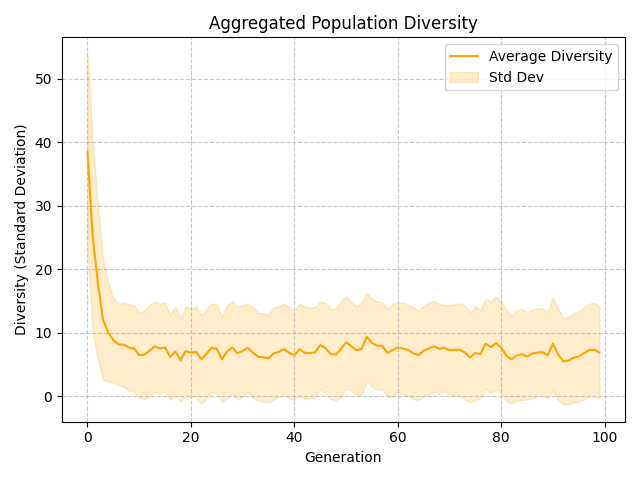 Aggregated Population Diversity
Average Diversity
Std Dev
Diversity (Standard Deviation)
50
40
30
20
10
0
0 20 40 60 80 100
Generation